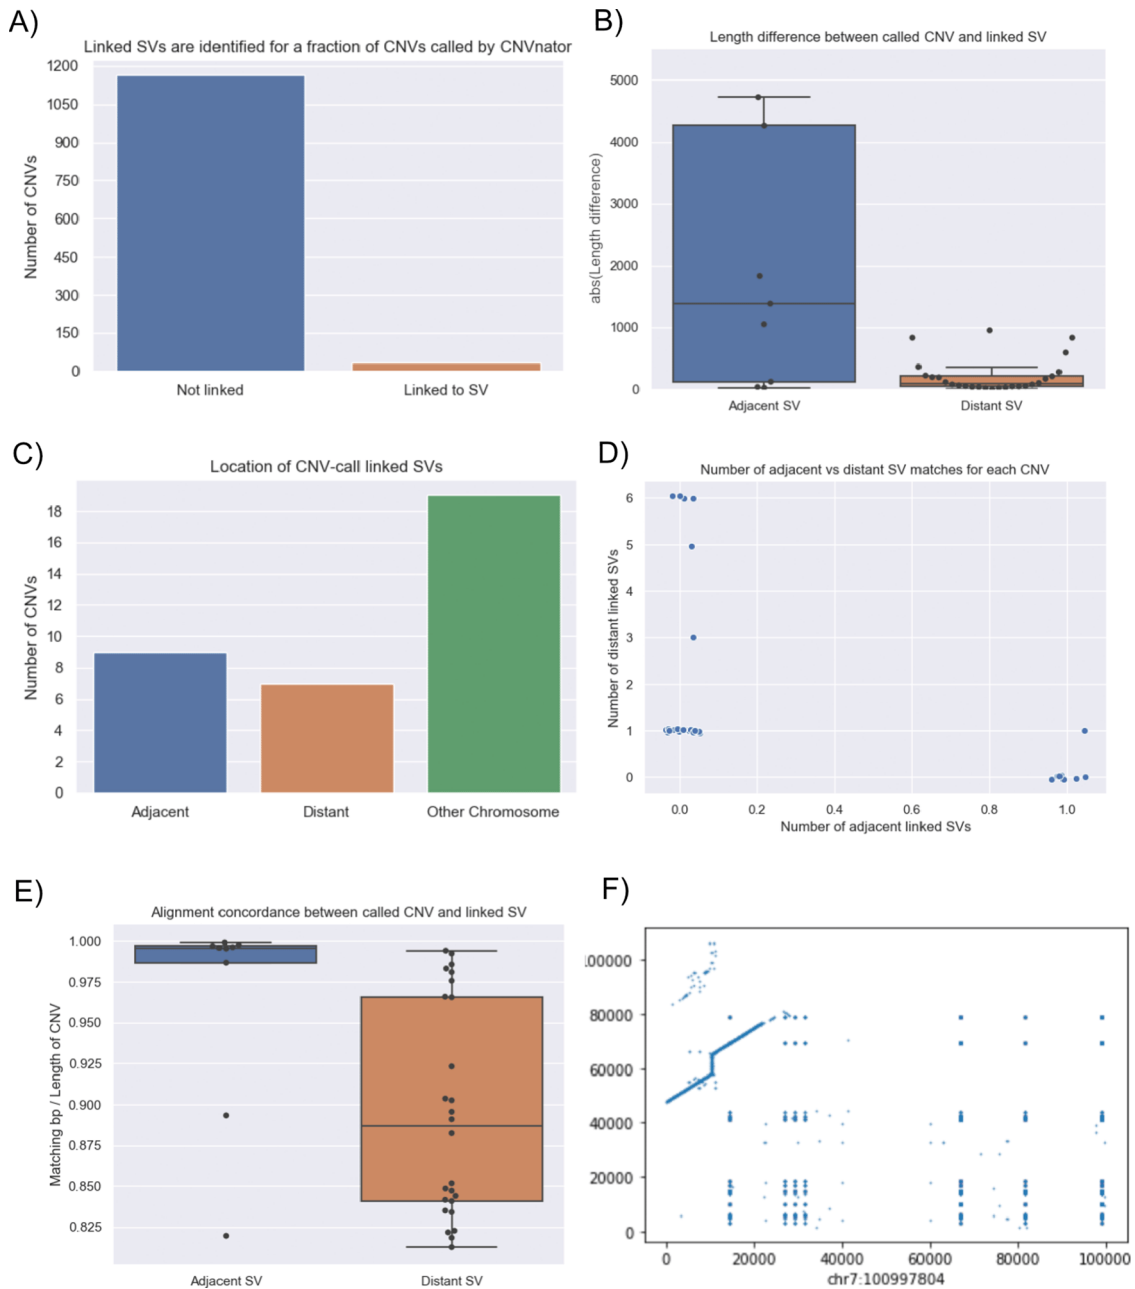 A)
Linked SVs are identified for a fraction of CNVs called by CNVnator
1200
1050
900
750
600
450
300
150
0
Number of CNVs
Not linked
Linked to SV
B)
Length difference between called CNV and linked SV
5000
4000
3000
2000
1000
0
abs(Length difference)
Adjacent SV
Distant SV
C)
Location of CNV-call linked SVs
18
16
14
12
10
8
6
4
2
0
Number of CNVs
Adjacent
Distant
Other Chromosome
D)
Number of adjacent vs distant SV matches for each CNV
6
5
4
3
2
1
0
Number of distant linked SVs
0.0
0.2
0.4
0.6
0.8
1.0
Number of adjacent linked SVs
E)
Alignment concordance between called CNV and linked SV
1.000
0.975
0.950
0.925
0.900
0.875
0.850
0.825
Matching bp / Length of CNV
Adjacent SV
Distant SV
F)
80000
60000
40000
20000
0
0
20000
40000
60000
80000
100000
chr7:100997804